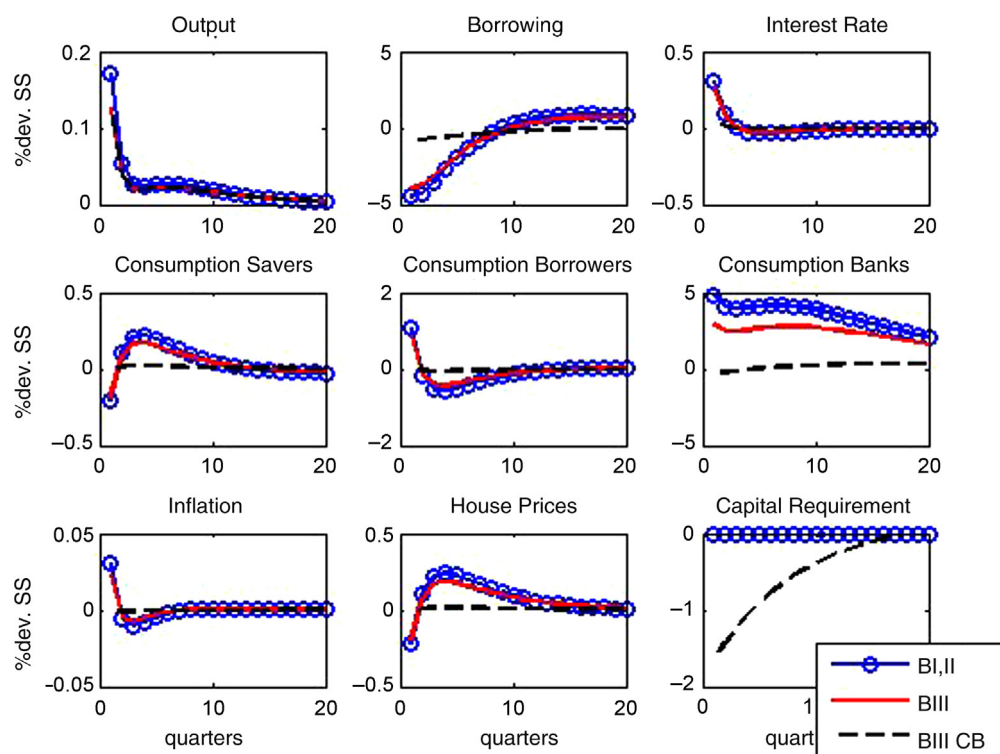 Output
Borrowing
Interest Rate
%dev. SS
0.2
0.1
0
0 10 20
5
0
–5
0 10 20
0.5
0
–0.5
0 10 20
Consumption Savers
Consumption Borrowers
Consumption Banks
%dev. SS
0.5
0
–0.5
0 10 20
2
0
–2
0 10 20
5
0
–5
0 10 20
Inflation
House Prices
Capital Requirement
%dev. SS
0.05
0
–0.05
0 10 20
quarters
0.5
0
–0.5
0 10 20
quarters
0
–1
–2
0 1
quart
BI,II
BIII
BIII CB